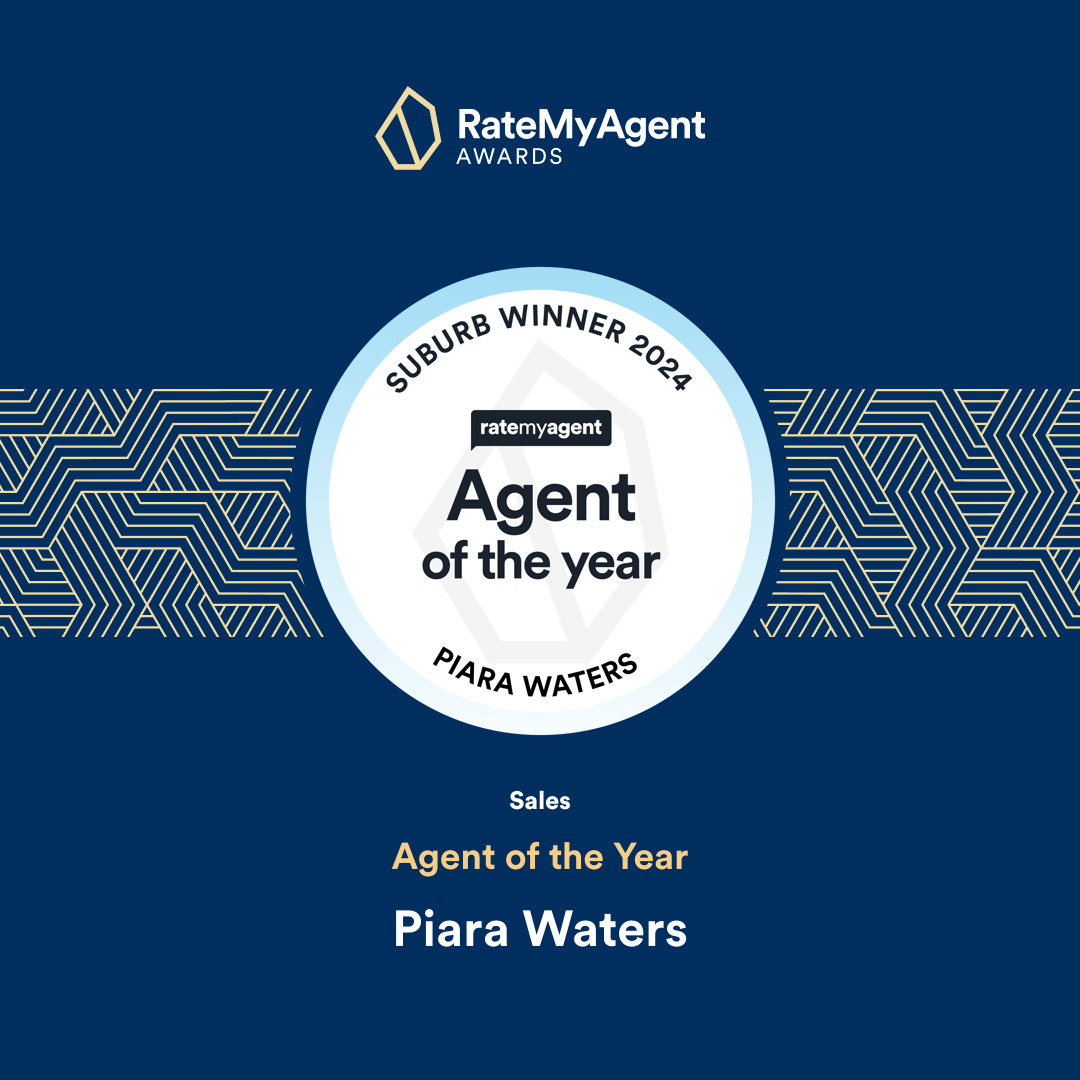 RateMyAgent
AWARDS
SUBURB WINNER 2024
ratemyagent
Agent
of the year
PIARA WATERS
Sales
Agent of the Year
Piara Waters